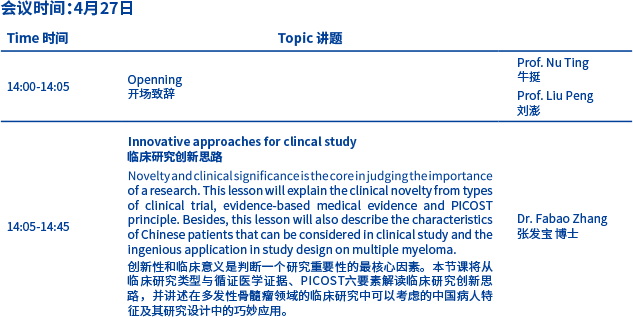 会议时间：4月27日
Time 时间 Topic 讲题
14:00-14:05
Openning
开场致辞
Prof. Nu Ting
牛挺
Prof. Liu Peng
刘澎
14:05-14:45
Innovative approaches for clincal study
临床研究创新思路
Novelty and clinical significance is the core in judging the importance
of a research. This lesson will explain the clinical novelty from types
of clinical trial, evidence-based medical evidence and PICOST
principle. Besides, this lesson will also describe the characteristics
of Chinese patients that can be considered in clinical study and the
ingenious application in study design on multiple myeloma.
创新性和临床意义是判断一个研究重要性的最核心因素。本节课将从
临床研究类型与循证医学证据、PICOST六要素解读临床研究创新思
路，并讲述在多发性骨髓瘤领域的临床研究中可以考虑的中国病人特
征及其研究设计中的巧妙应用。
Dr. Fabao Zhang
张发宝 博士